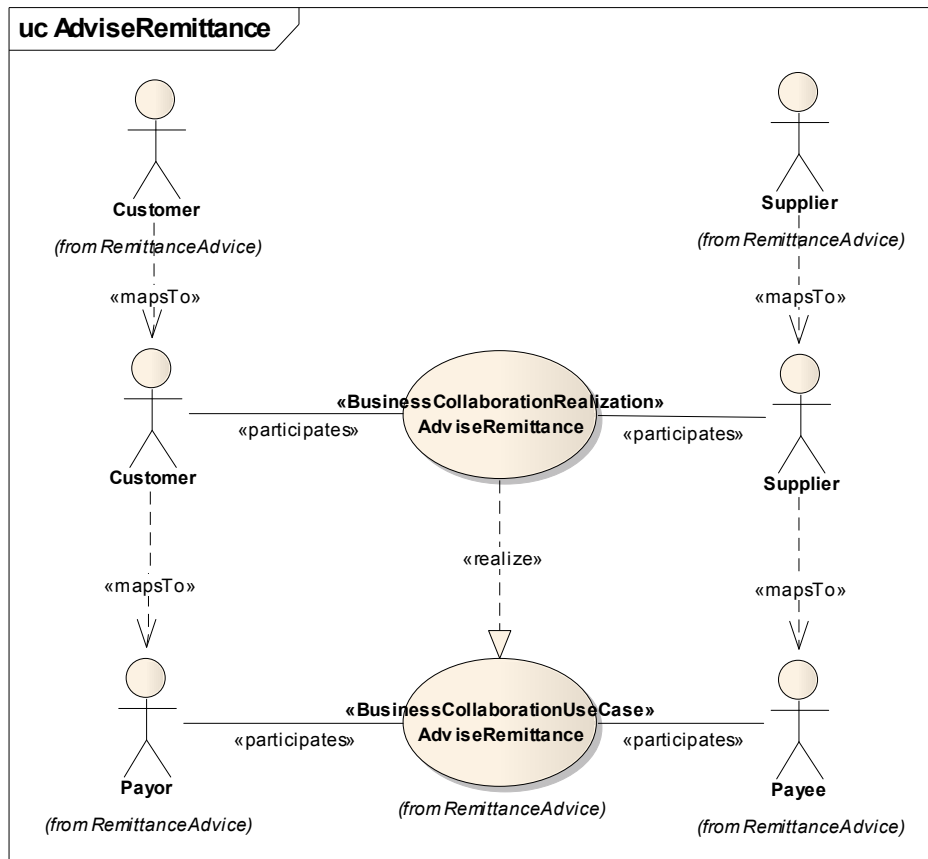 uc AdviseRemittance
Customer
(from RemittanceAdvice)
Supplier
(from RemittanceAdvice)
«mapsTo»
«mapsTo»
«BusinessCollaborationRealization»
AdviseRemittance
«participates»
«participates»
Customer
Supplier
«realize»
«mapsTo»
«mapsTo»
«BusinessCollaborationUseCase»
AdviseRemittance
«participates»
«participates»
Payor
(from RemittanceAdvice)
(from RemittanceAdvice)
Payee
(from RemittanceAdvice)